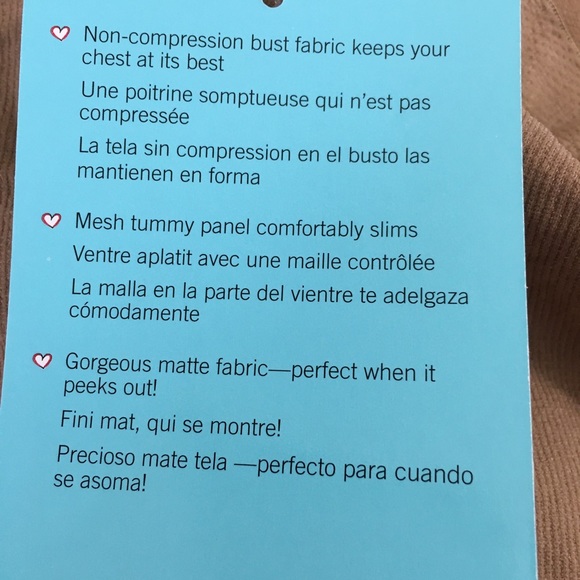 Non-compression bust fabric keeps your
chest at its best
Une poitrine somptueuse qui n'est pas
compressée
La tela sin compression en el busto las
mantienen en forma
Mesh tummy panel comfortably slims
Ventre aplatit avec une maille contrôlée
La malla en la parte del vientre te adelgaza
cómodamente
Gorgeous matte fabric—perfect when it
peeks out!
Fini mat, qui se montre!
Precioso mate tela —perfecto para cuando
se asoma!